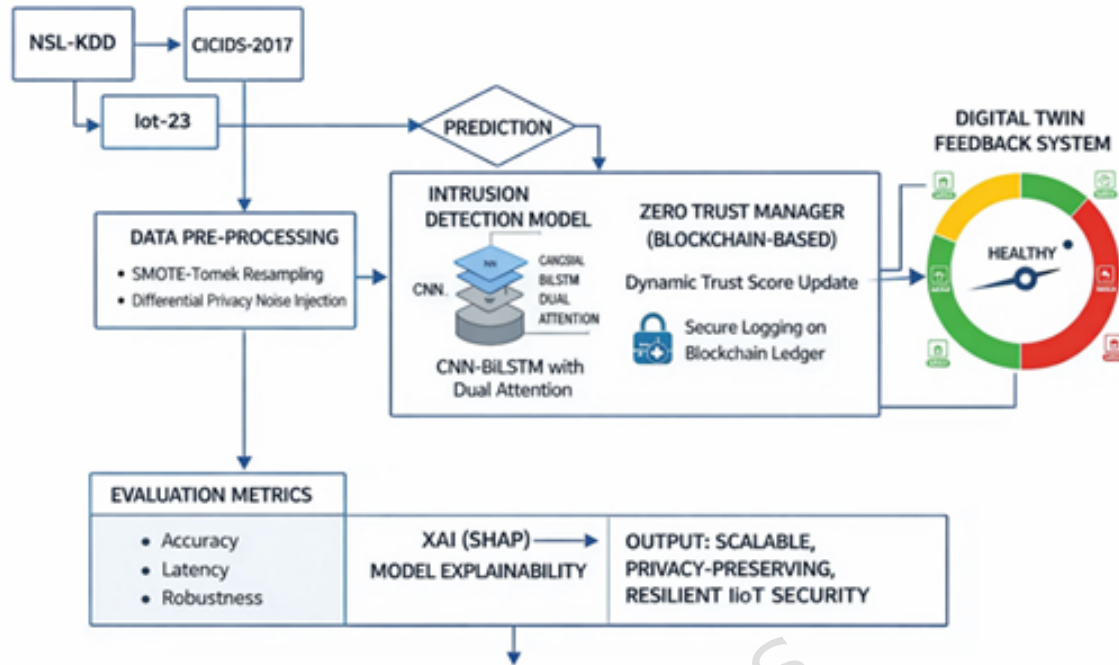 NSL-KDD
CICIDS-2017
Iot-23
PREDICTION
DIGITAL TWIN
FEEDBACK SYSTEM
DATA PRE-PROCESSING
• SMOTE-Tomek Resampling
• Differential Privacy Noise Injection
INTRUSION
DETECTION MODEL
NN
CNN.
CANGSIAL
BiLSTM
DUAL
ATTENTION
CNN-BiLSTM with
Dual Attention
ZERO TRUST MANAGER
(BLOCKCHAIN-BASED)
Dynamic Trust Score Update
Secure Logging on
Blockchain Ledger
HEALTHY
EVALUATION METRICS
• Accuracy
• Latency
• Robustness
XAI (SHAP)
MODEL EXPLAINABILITY
OUTPUT: SCALABLE,
PRIVACY-PRESERVING,
RESILIENT IIoT SECURITY